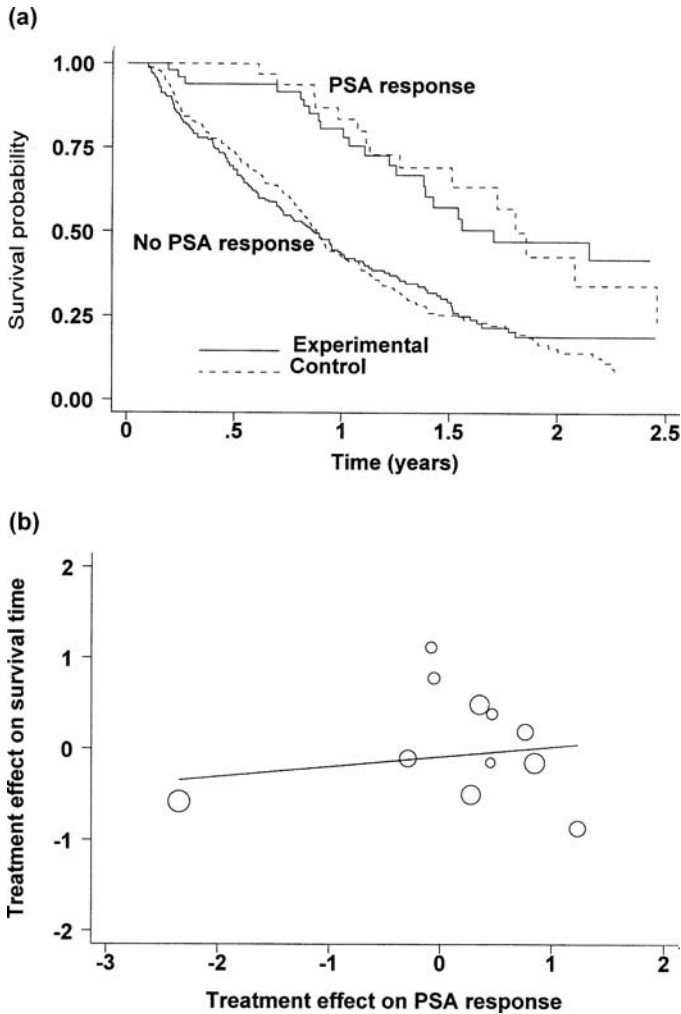 (a)
1.00
0.75
0.50
0.25
0.00
Survival probability
PSA response
No PSA response
Experimental
Control
0 .5 1 1.5 2 2.5
Time (years)
(b)
2
1
0
-1
-2
Treatment effect on survival time
-3 -2 -1 0 1 2
Treatment effect on PSA response